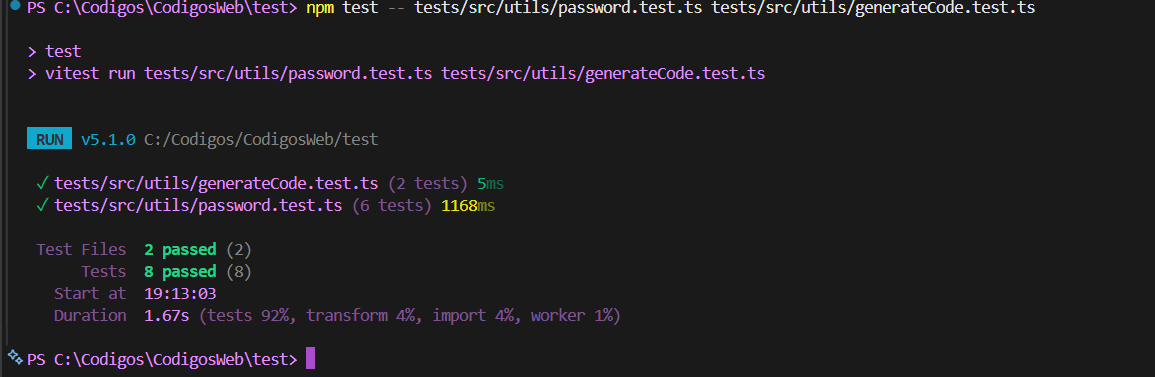 PS C:\Codigos\CodigosWeb\test> npm test -- tests/src/utils/password.test.ts tests/src/utils/generateCode.test.ts
> test
> vitest run tests/src/utils/password.test.ts tests/src/utils/generateCode.test.ts
RUN v5.1.0 C:/Codigos/CodigosWeb/test
✓ tests/src/utils/generateCode.test.ts (2 tests) 5ms
✓ tests/src/utils/password.test.ts (6 tests) 1168ms
Test Files 2 passed (2)
Tests 8 passed (8)
Start at 19:13:03
Duration 1.67s (tests 92%, transform 4%, import 4%, worker 1%)
PS C:\Codigos\CodigosWeb\test>